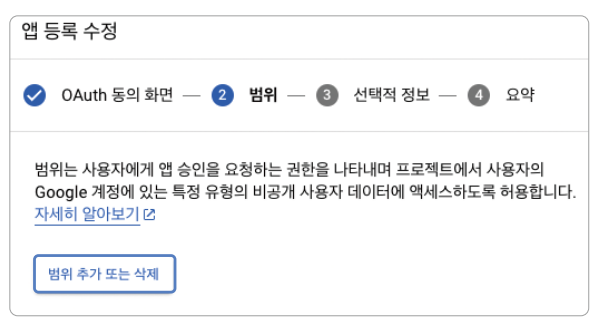 앱 등록 수정
OAuth 동의 화면 — 2 범위 — 3 선택적 정보 — 4 요약
범위는 사용자에게 앱 승인을 요청하는 권한을 나타내며 프로젝트에서 사용자의
Google 계정에 있는 특정 유형의 비공개 사용자 데이터에 액세스하도록 허용합니다.
자세히 알아보기
범위 추가 또는 삭제